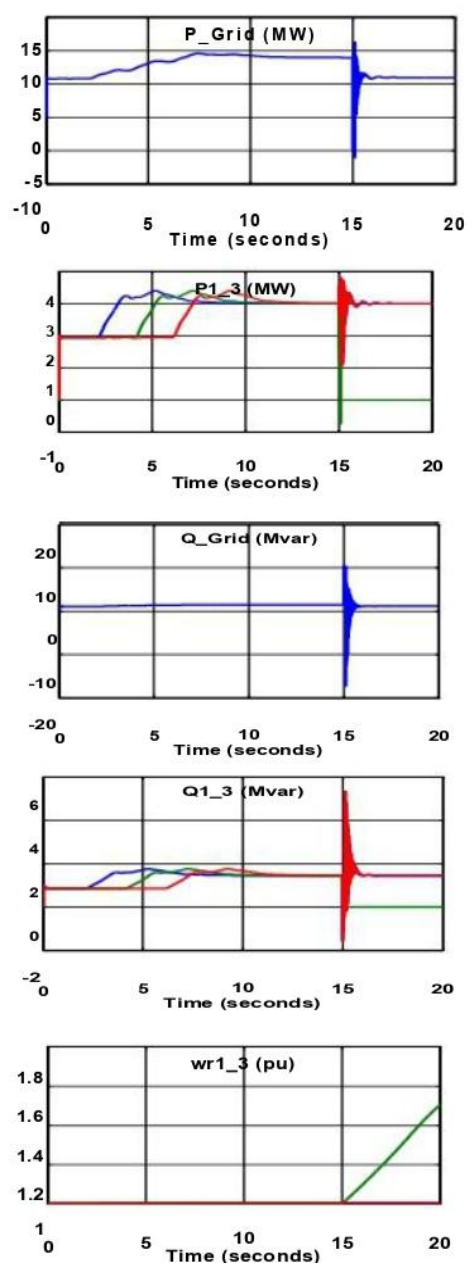 P_Grid (MW)
15
10
5
0
-5
-10
0 5 10 15 20
Time (seconds)
P1_3 (MW)
4
3
2
1
0
-1
0 5 10 15 20
Time (seconds)
Q_Grid (Mvar)
20
10
0
-10
-20
0 5 10 15 20
Time (seconds)
Q1_3 (Mvar)
6
4
2
0
-2
0 5 10 15 20
Time (seconds)
wr1_3 (pu)
1.8
1.6
1.4
1.2
1
0 5 10 15 20
Time (seconds)